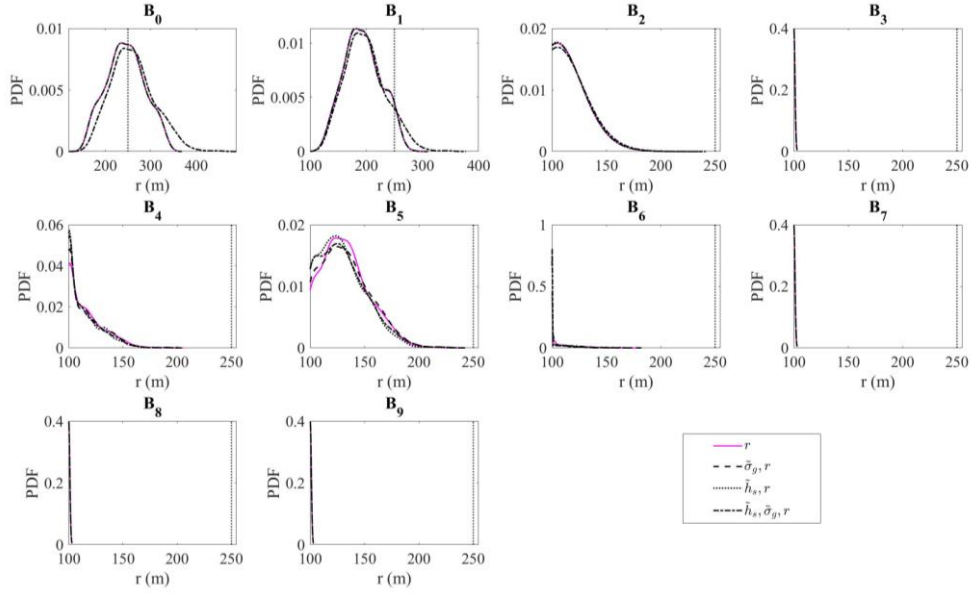 B0
PDF
0.01
0.005
0
200
300
400
r (m)
B1
PDF
0.01
0.005
0
100
200
300
400
r (m)
B2
PDF
0.02
0.01
0
100
150
200
250
r (m)
B3
PDF
0.4
0.2
0
100
150
200
250
r (m)
B4
PDF
0.06
0.04
0.02
0
100
150
200
250
r (m)
B5
PDF
0.02
0.01
0
100
150
200
250
r (m)
B6
PDF
1
0.5
0
100
150
200
250
r (m)
B7
PDF
0.4
0.2
0
100
150
200
250
r (m)
B8
PDF
0.4
0.2
0
100
150
200
250
r (m)
B9
PDF
0.4
0.2
0
100
150
200
250
r (m)
r
σ̃g, r
h̃s, r
h̃s, σ̃g, r